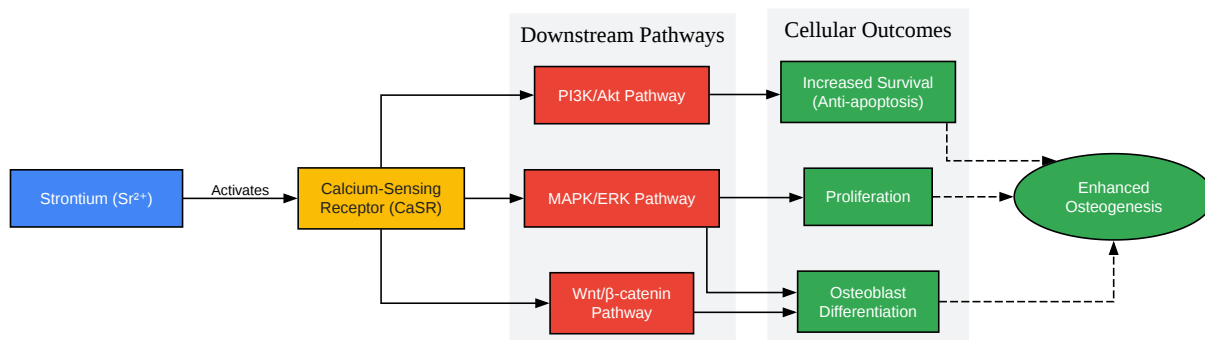 Downstream Pathways
Cellular Outcomes
PI3K/Akt Pathway
Increased Survival
(Anti-apoptosis)
Strontium (Sr²⁺)
Activates
Calcium-Sensing
Receptor (CaSR)
MAPK/ERK Pathway
Proliferation
Enhanced
Osteogenesis
Wnt/β-catenin
Pathway
Osteoblast
Differentiation